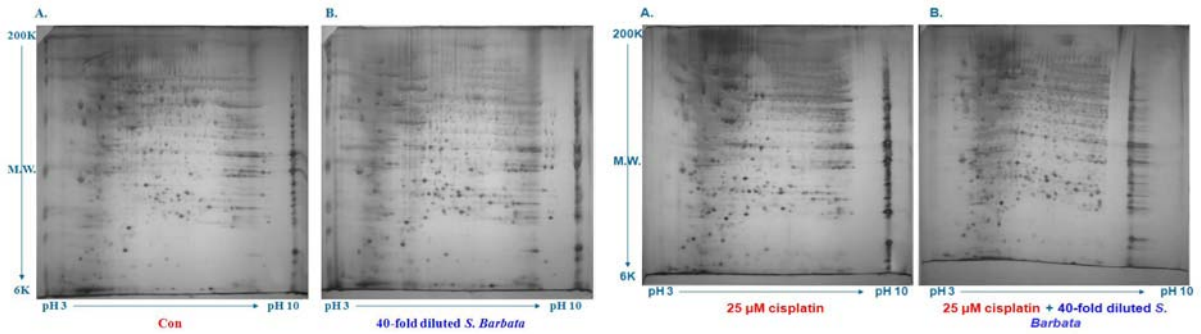 A.
200K
M.W.
6K
pH 3
pH 10
Con
B.
pH 3
pH 10
40-fold diluted S. Barbata
A.
200K
M.W.
6K
pH 3
pH 10
25 µM cisplatin
B.
pH 3
pH 10
25 µM cisplatin + 40-fold diluted S.
Barbata